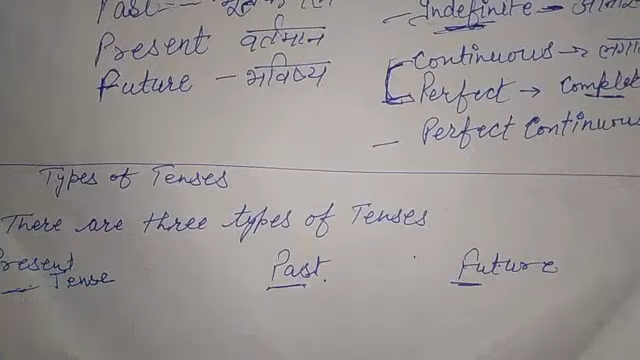 Past -
Present वर्तमान
Future - भविष्य
- Indefinite -
Continuous →
Perfect → Complet
- Perfect Continuous
Types of Tenses
There are three types of Tenses
Present Tense
Past.
Future